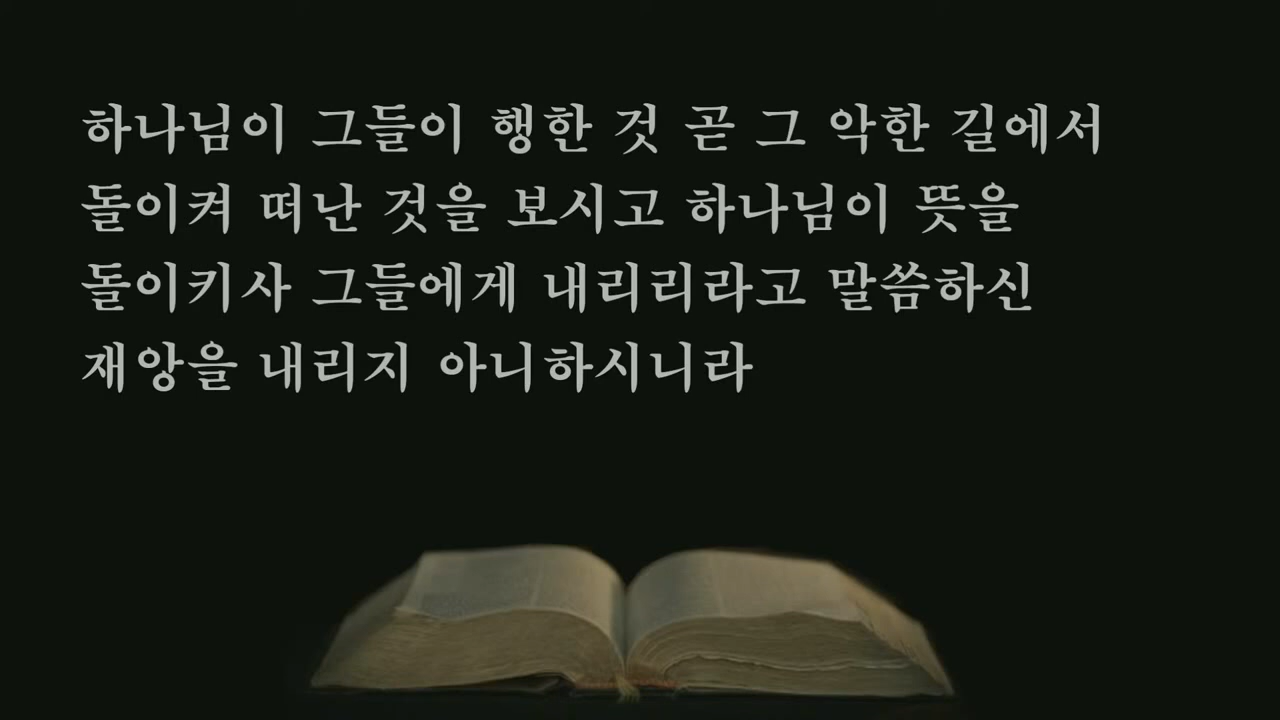 하나님이 그들이 행한 것 곧 그 악한 길에서
돌이켜 떠난 것을 보시고 하나님이 뜻을
돌이키사 그들에게 내리리라고 말씀하신
재앙을 내리지 아니하시니라